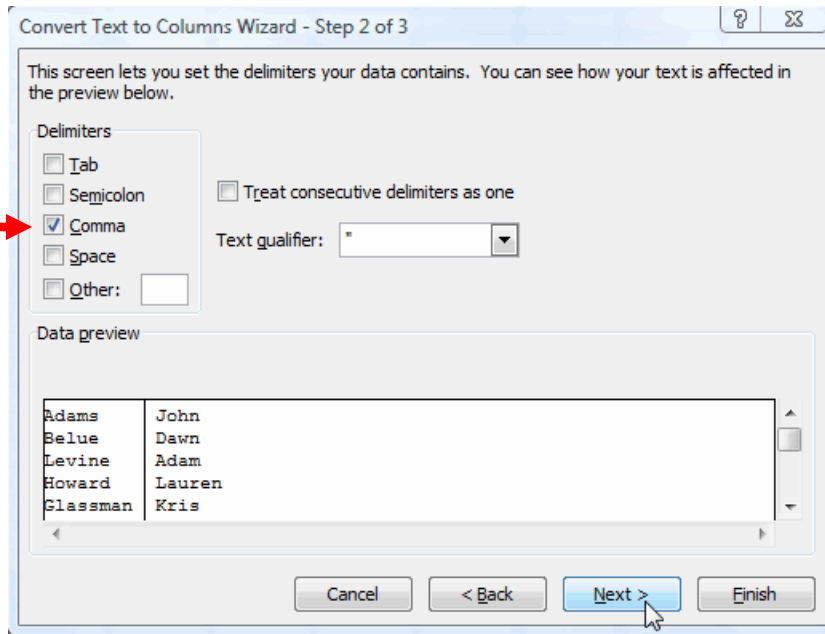 Convert Text to Columns Wizard - Step 2 of 3
This screen lets you set the delimiters your data contains. You can see how your text is affected in
the preview below.
Delimiters
Tab
Semicolon
Comma
Space
Other:
Treat consecutive delimiters as one
Text qualifier: "
Data preview
Adams John
Belue Dawn
Levine Adam
Howard Lauren
Glassman Kris
Cancel < Back Next > Finish